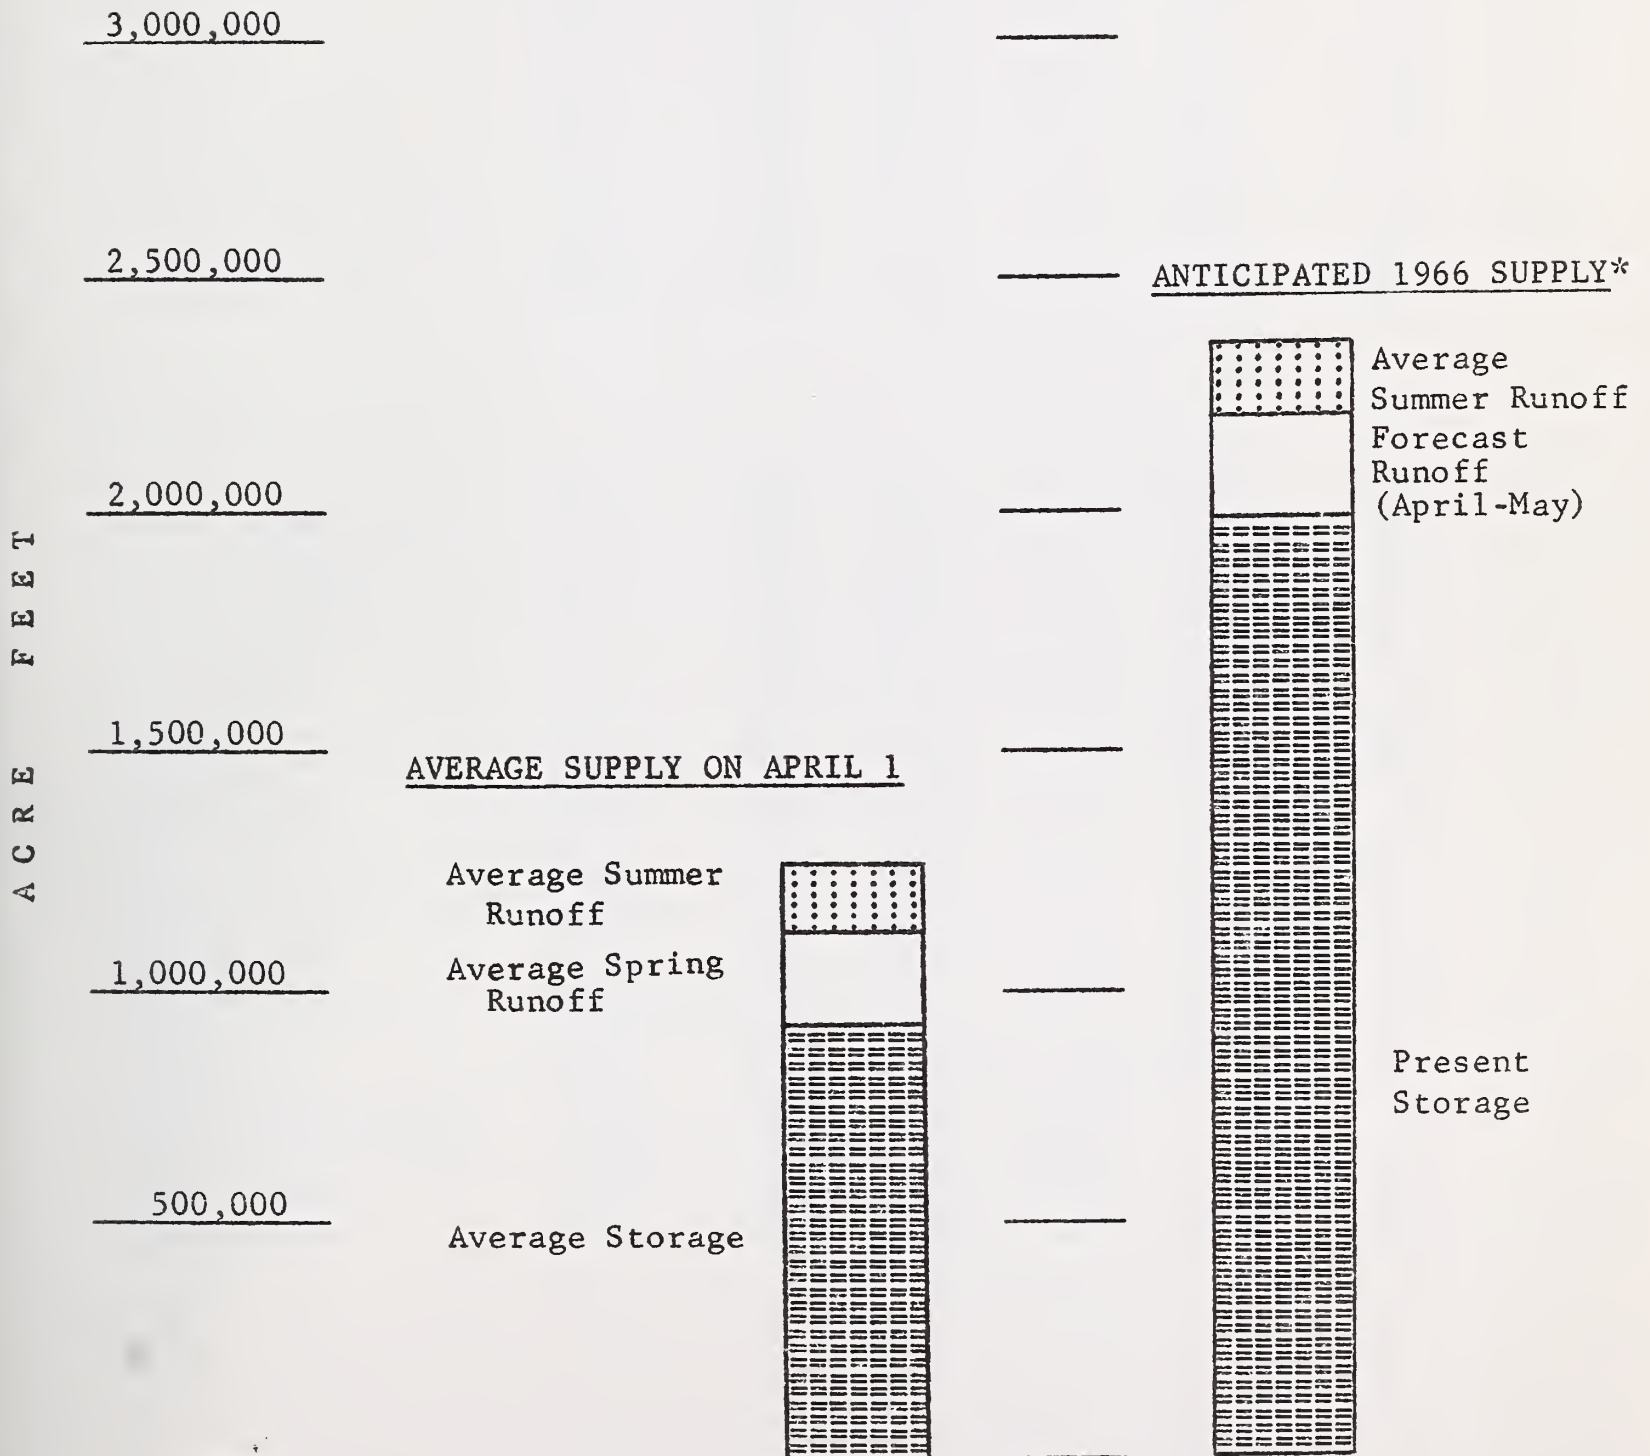 3,000,000
2,500,000
ANTICIPATED 1966 SUPPLY*
Average
Summer Runoff
Forecast
Runoff
(April-May)
2,000,000
ACRE FEET
1,500,000
AVERAGE SUPPLY ON APRIL 1
Average Summer
Runoff
Average Spring
Runoff
1,000,000
Present
Storage
500,000
Average Storage